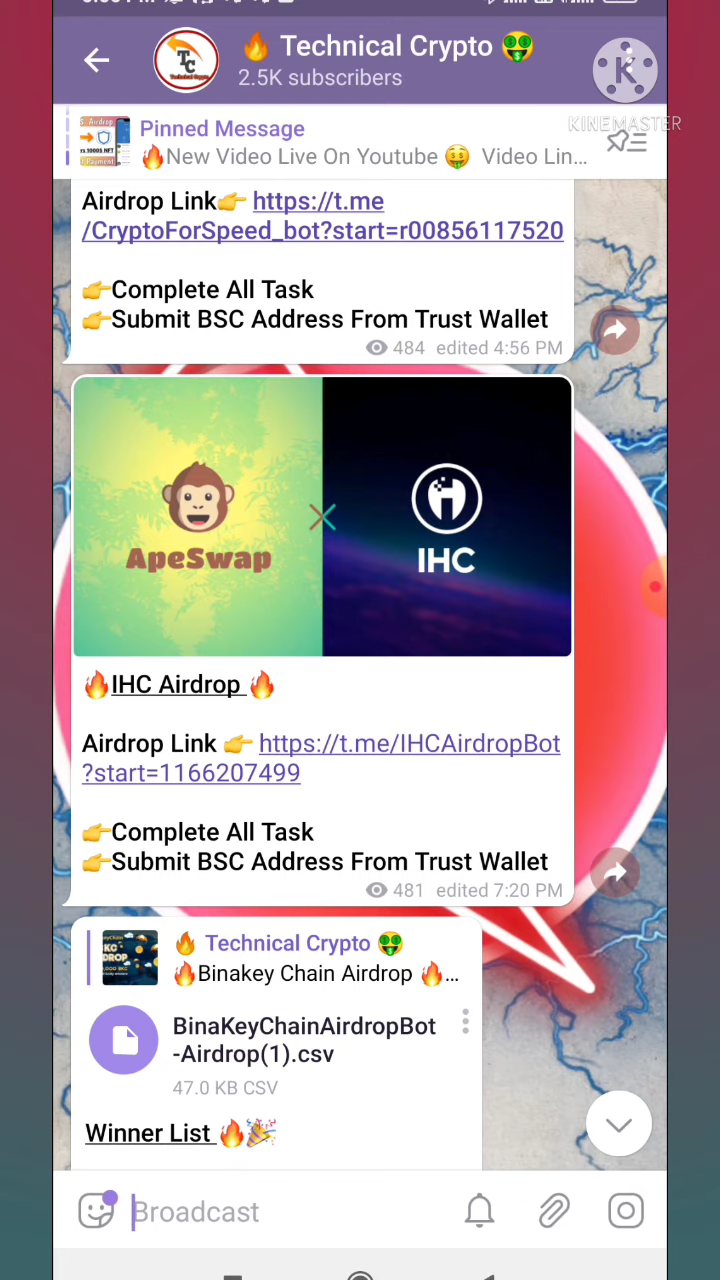 🔥 Technical Crypto 🤑
2.5K subscribers
TC
K
KINEMASTER
Pinned Message
🔥New Video Live On Youtube 🤑 Video Lin...
Airdrop Link👉 https://t.me
/CryptoForSpeed_bot?start=r00856117520
👉Complete All Task
👉Submit BSC Address From Trust Wallet
484 edited 4:56 PM
ApeSwap
IHC
🔥IHC Airdrop 🔥
Airdrop Link 👉 https://t.me/IHCAirdropBot
?start=1166207499
👉Complete All Task
👉Submit BSC Address From Trust Wallet
481 edited 7:20 PM
🔥 Technical Crypto 🤑
🔥Binakey Chain Airdrop 🔥...
BinaKeyChainAirdropBot
-Airdrop(1).csv
47.0 KB CSV
Winner List 🔥🎉
Broadcast